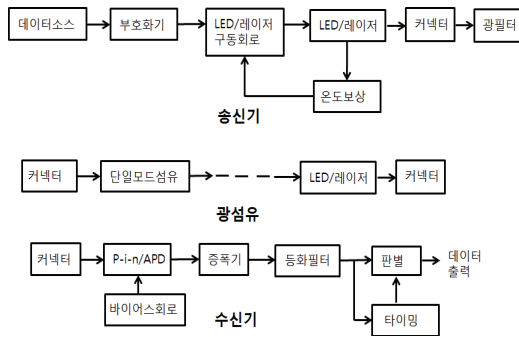 데이터소스
부호화기
LED/레이저
구동회로
LED/레이저
커넥터
광필터
온도보상
송신기
커넥터
단일모드섬유
LED/레이저
커넥터
광섬유
커넥터
P-i-n/APD
증폭기
등화필터
판별
데이터
출력
바이어스회로
타이밍
수신기